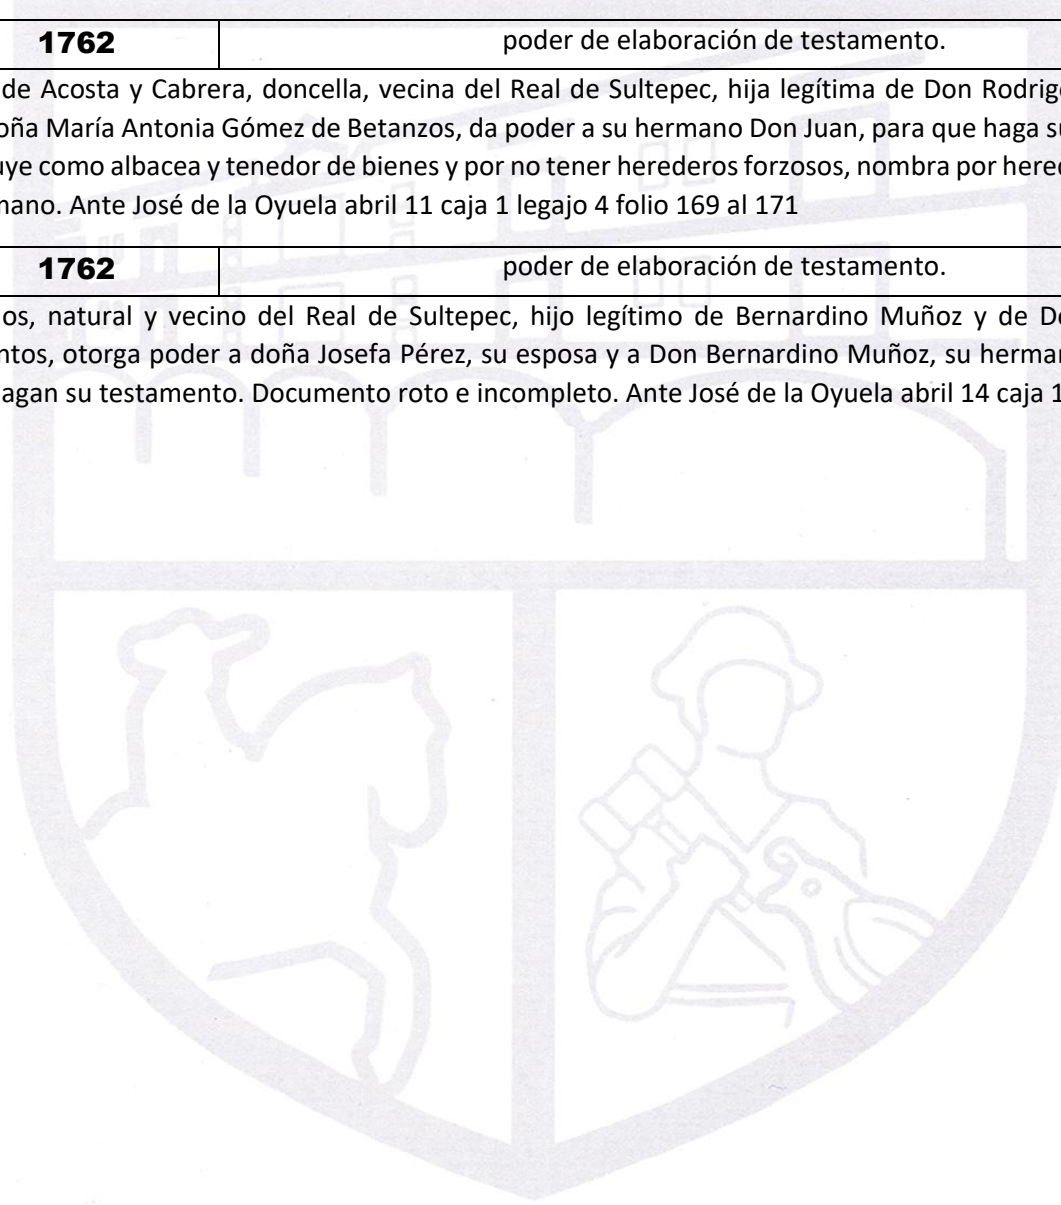 1762 poder de elaboración de testamento.
de Acosta y Cabrera, doncella, vecina del Real de Sultepec, hija legítima de Don Rodrigo
oña María Antonia Gómez de Betanzos, da poder a su hermano Don Juan, para que haga su
uye como albacea y tenedor de bienes y por no tener herederos forzosos, nombra por hered
mano. Ante José de la Oyuela abril 11 caja 1 legajo 4 folio 169 al 171
1762 poder de elaboración de testamento.
os, natural y vecino del Real de Sultepec, hijo legítimo de Bernardino Muñoz y de Do
ntos, otorga poder a doña Josefa Pérez, su esposa y a Don Bernardino Muñoz, su herman
agan su testamento. Documento roto e incompleto. Ante José de la Oyuela abril 14 caja 1